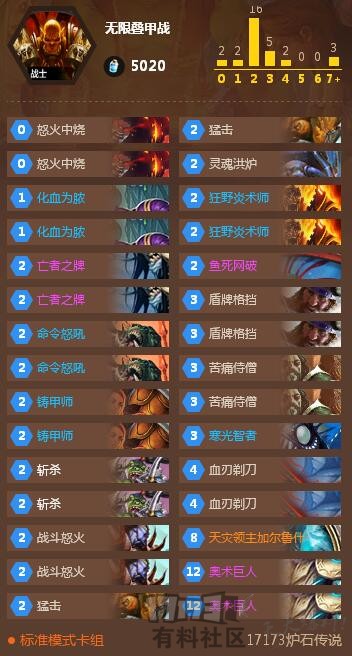 无限叠甲战
战士
5020
16
2 2 5 2 0 0 3
0 1 2 3 4 5 6 7+
0 怒火中烧
0 怒火中烧
1 化血为脓
1 化血为脓
2 亡者之牌
2 亡者之牌
2 命令怒吼
2 命令怒吼
2 铸甲师
2 铸甲师
2 斩杀
2 斩杀
2 战斗怒火
2 战斗怒火
2 猛击
2 猛击
2 灵魂洪炉
2 狂野炎术师
2 狂野炎术师
2 鱼死网破
3 盾牌格挡
3 盾牌格挡
3 苦痛侍僧
3 苦痛侍僧
3 寒光智者
4 血刃剃刀
4 血刃剃刀
8 天灾领主加尔鲁什
12 奥术巨人
12 奥术巨人
标准模式卡组
有料社区
17173炉石传说